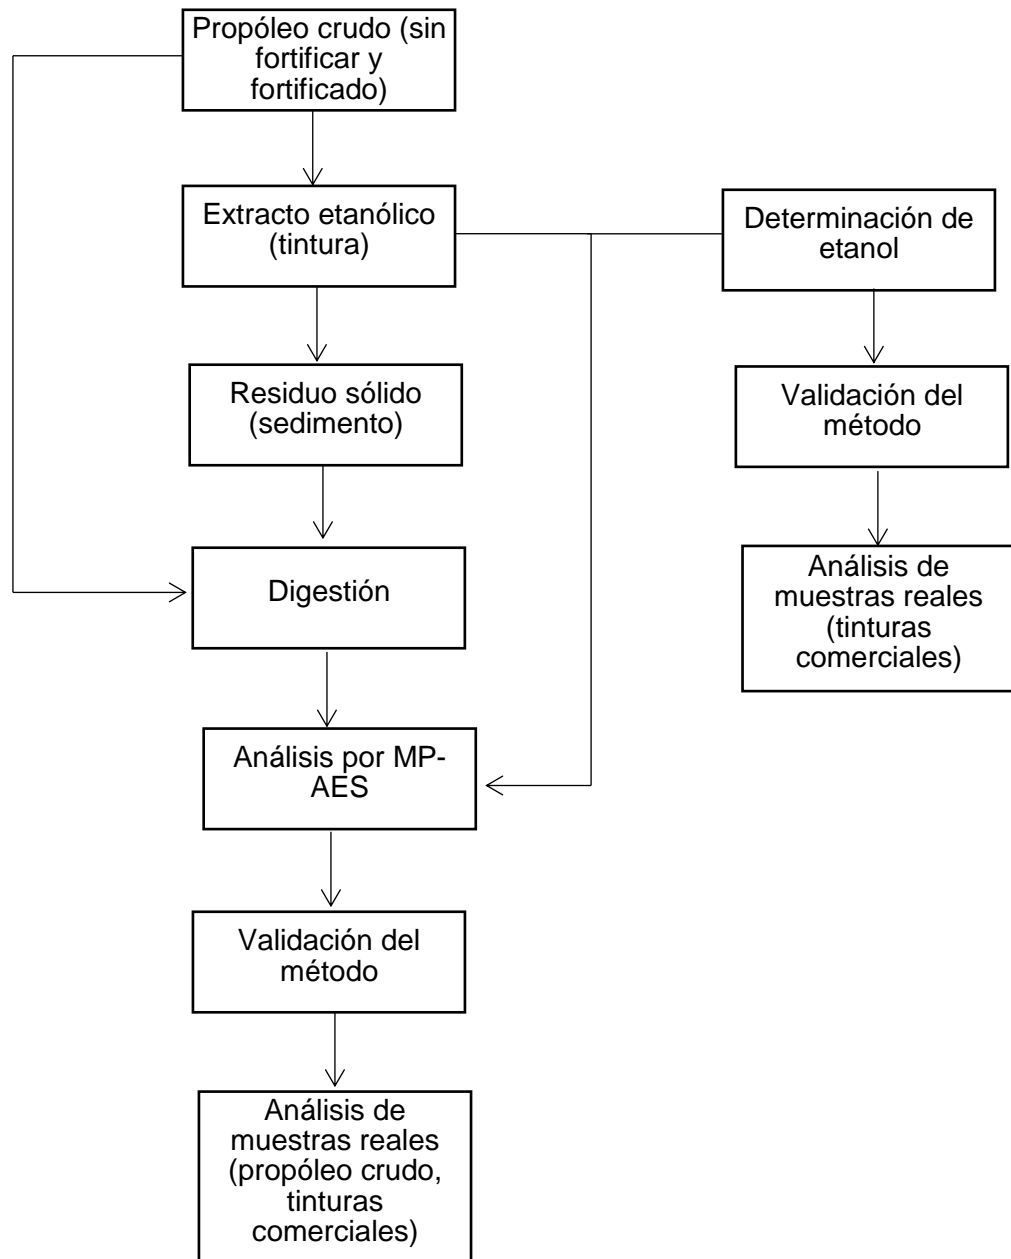 Propóleo crudo (sin
fortificar y
fortificado)
Extracto etanólico
(tintura)
Determinación de
etanol
Residuo sólido
(sedimento)
Validación del
método
Digestión
Análisis de
muestras reales
(tinturas
comerciales)
Análisis por MP-
AES
Validación del
método
Análisis de
muestras reales
(propóleo crudo,
tinturas
comerciales)